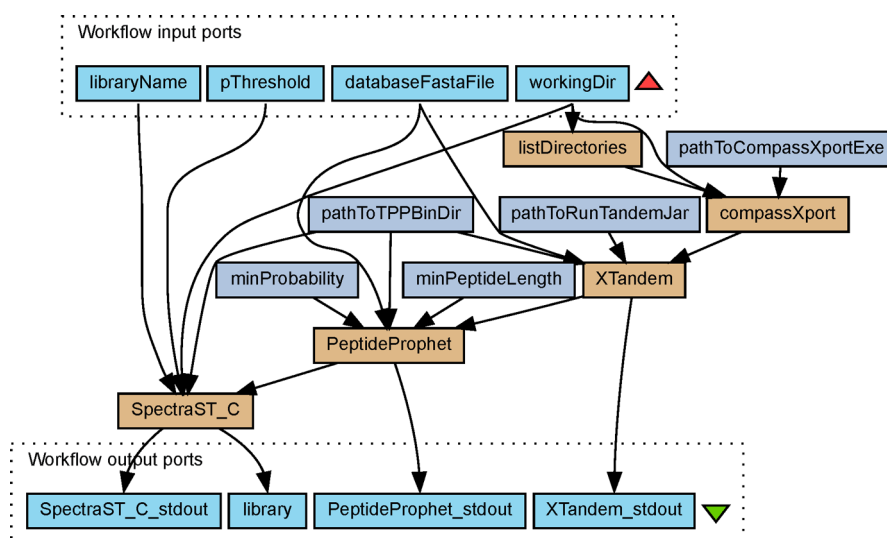 Workflow input ports
libraryName
pThreshold
databaseFastaFile
workingDir
listDirectories
pathToCompassXportExe
pathToTPPBinDir
pathToRunTandemJar
compassXport
minProbability
minPeptideLength
XTandem
PeptideProphet
SpectraST_C
Workflow output ports
SpectraST_C_stdout
library
PeptideProphet_stdout
XTandem_stdout